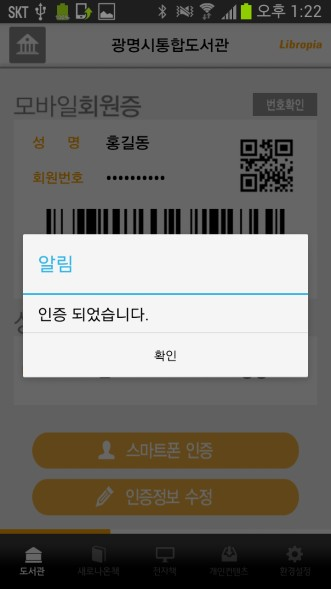 SKT 오후 1:22
광명시통합도서관 Libropia
모바일회원증 번호확인
성 명 홍길동
회원번호 ••••••••••
알림
인증 되었습니다.
확인
스마트폰 인증
인증정보 수정
도서관 새로나온책 전자책 개인컨텐츠 환경설정